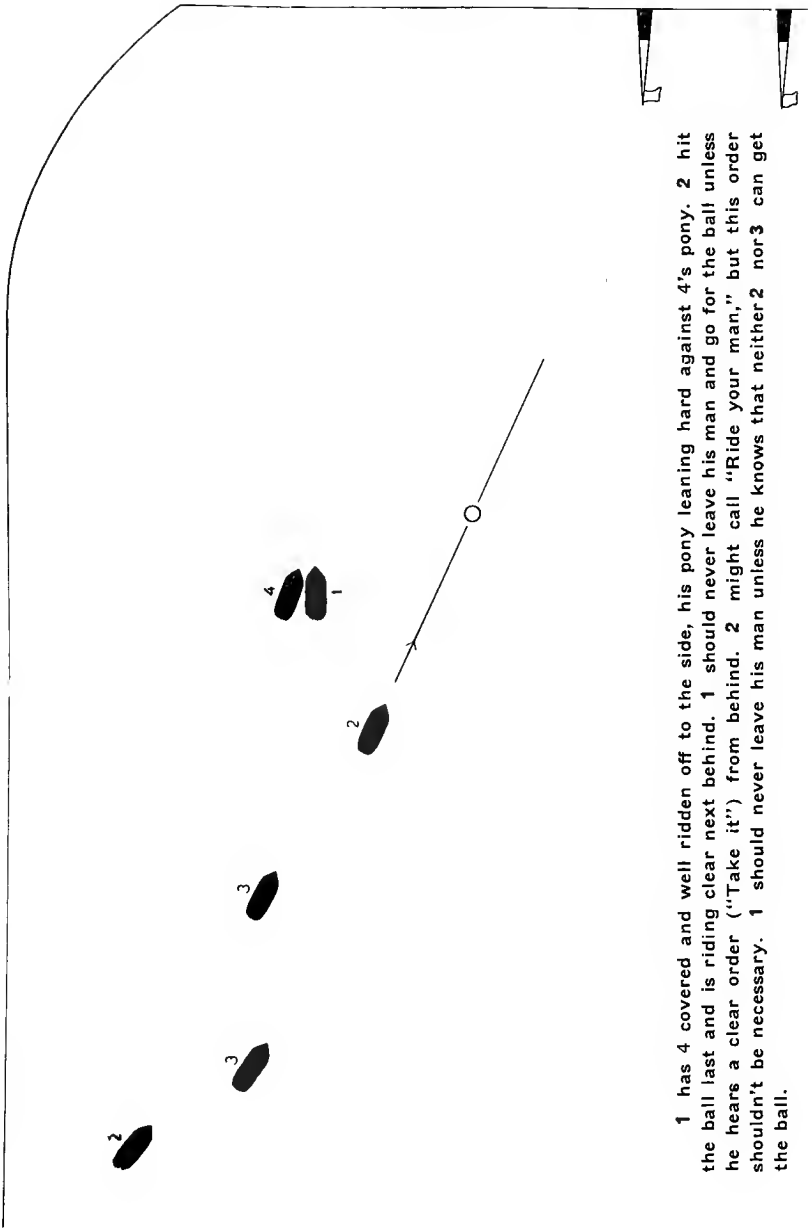 4
1
2
3
3
2
1 has 4 covered and well ridden off to the side, his pony leaning hard against 4's pony. 2 hit
the ball last and is riding clear next behind. 1 should never leave his man and go for the ball unless
he hears a clear order ("Take it") from behind. 2 might call "Ride your man," but this order
shouldn't be necessary. 1 should never leave his man unless he knows that neither2 nor3 can get
the ball.